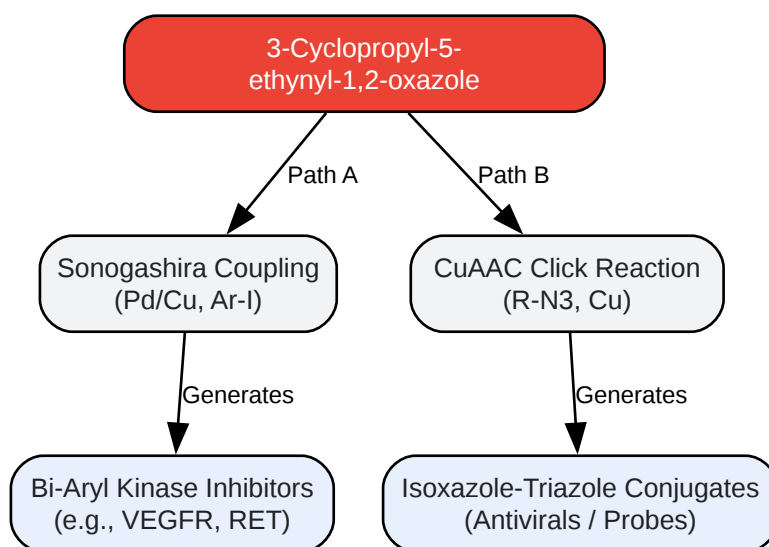 3-Cyclopropyl-5-
ethynyl-1,2-oxazole
Path A
Path B
Sonogashira Coupling
(Pd/Cu, Ar-I)
CuAAC Click Reaction
(R-N3, Cu)
Generates
Generates
Bi-Aryl Kinase Inhibitors
(e.g., VEGFR, RET)
Isoxazole-Triazole Conjugates
(Antivirals / Probes)